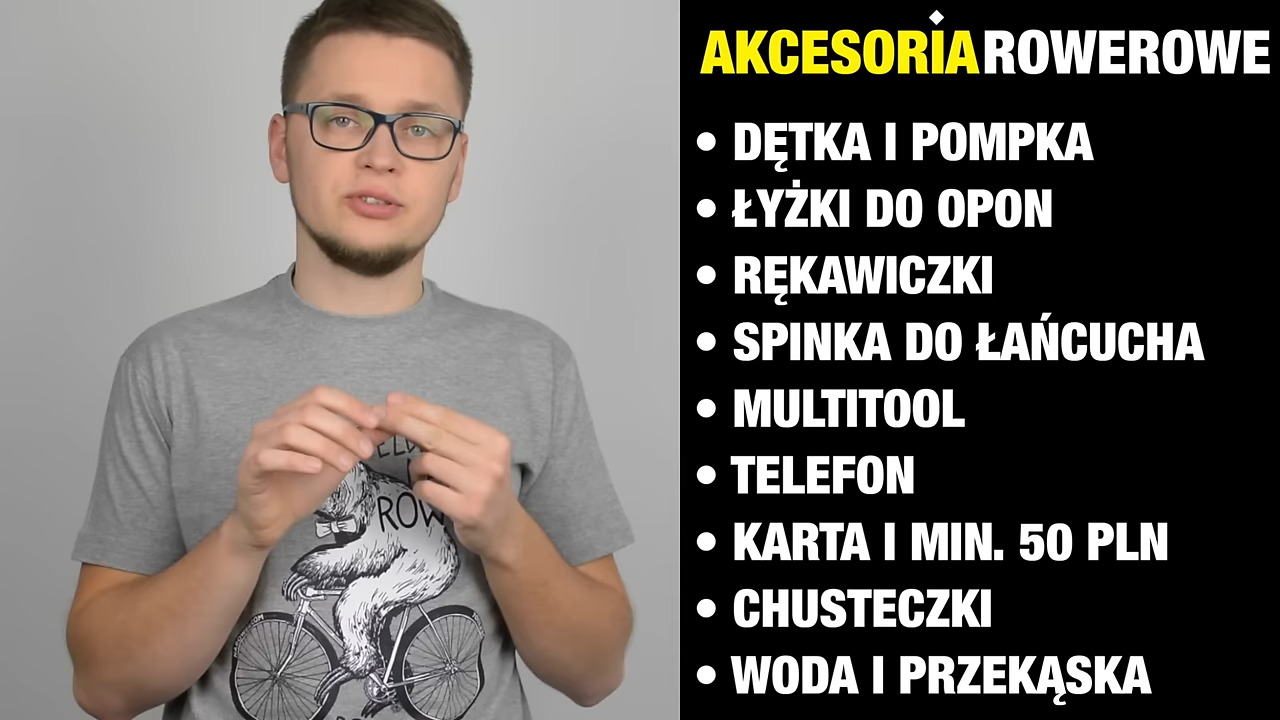 AKCESORIA ROWEROWE
• DĘTKA I POMPKA
• ŁYŻKI DO OPON
• RĘKAWICZKI
• SPINKA DO ŁAŃCUCHA
• MULTITOOL
• TELEFON
• KARTA I MIN. 50 PLN
• CHUSTECZKI
• WODA I PRZEKĄSKA